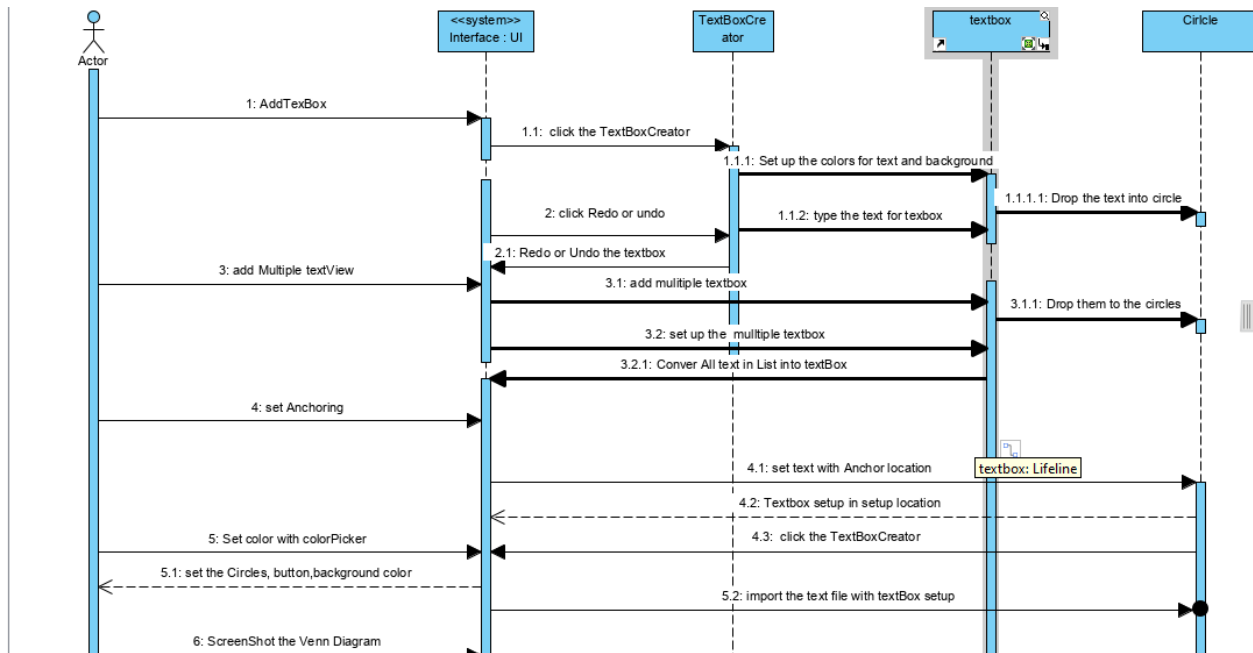 <<system>>
Interface : UI
TextBoxCre
ator
textbox
Cirlcle
Actor
1: AddTexBox
1.1: click the TextBoxCreator
1.1.1: Set up the colors for text and background
1.1.1.1: Drop the text into circle
2: click Redo or undo
1.1.2: type the text for texbox
2.1: Redo or Undo the textbox
3: add Multiple textView
3.1: add mulitiple textbox
3.1.1: Drop them to the circles
3.2: set up the mulltiple textbox
3.2.1: Conver All text in List into textBox
4: set Anchoring
4.1: set text with Anchor location
textbox: Lifeline
4.2: Textbox setup in setup location
5: Set color with colorPicker
4.3: click the TextBoxCreator
5.1: set the Circles, button,background color
5.2: import the text file with textBox setup
6: ScreenShot the Venn Diagram